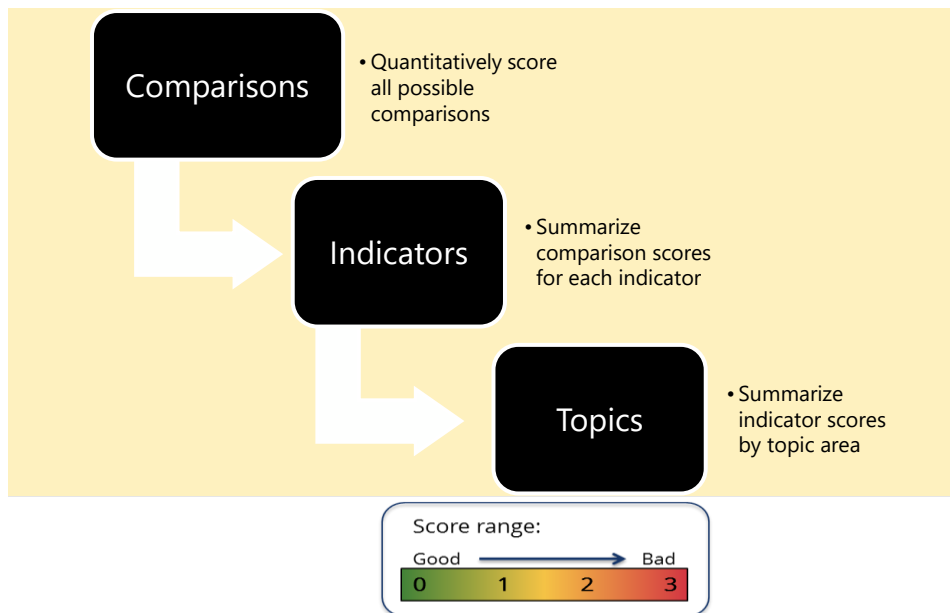 Comparisons
• Quantitatively score
all possible
comparisons
Indicators
• Summarize
comparison scores
for each indicator
Topics
• Summarize
indicator scores
by topic area
Score range:
Good Bad
0 1 2 3